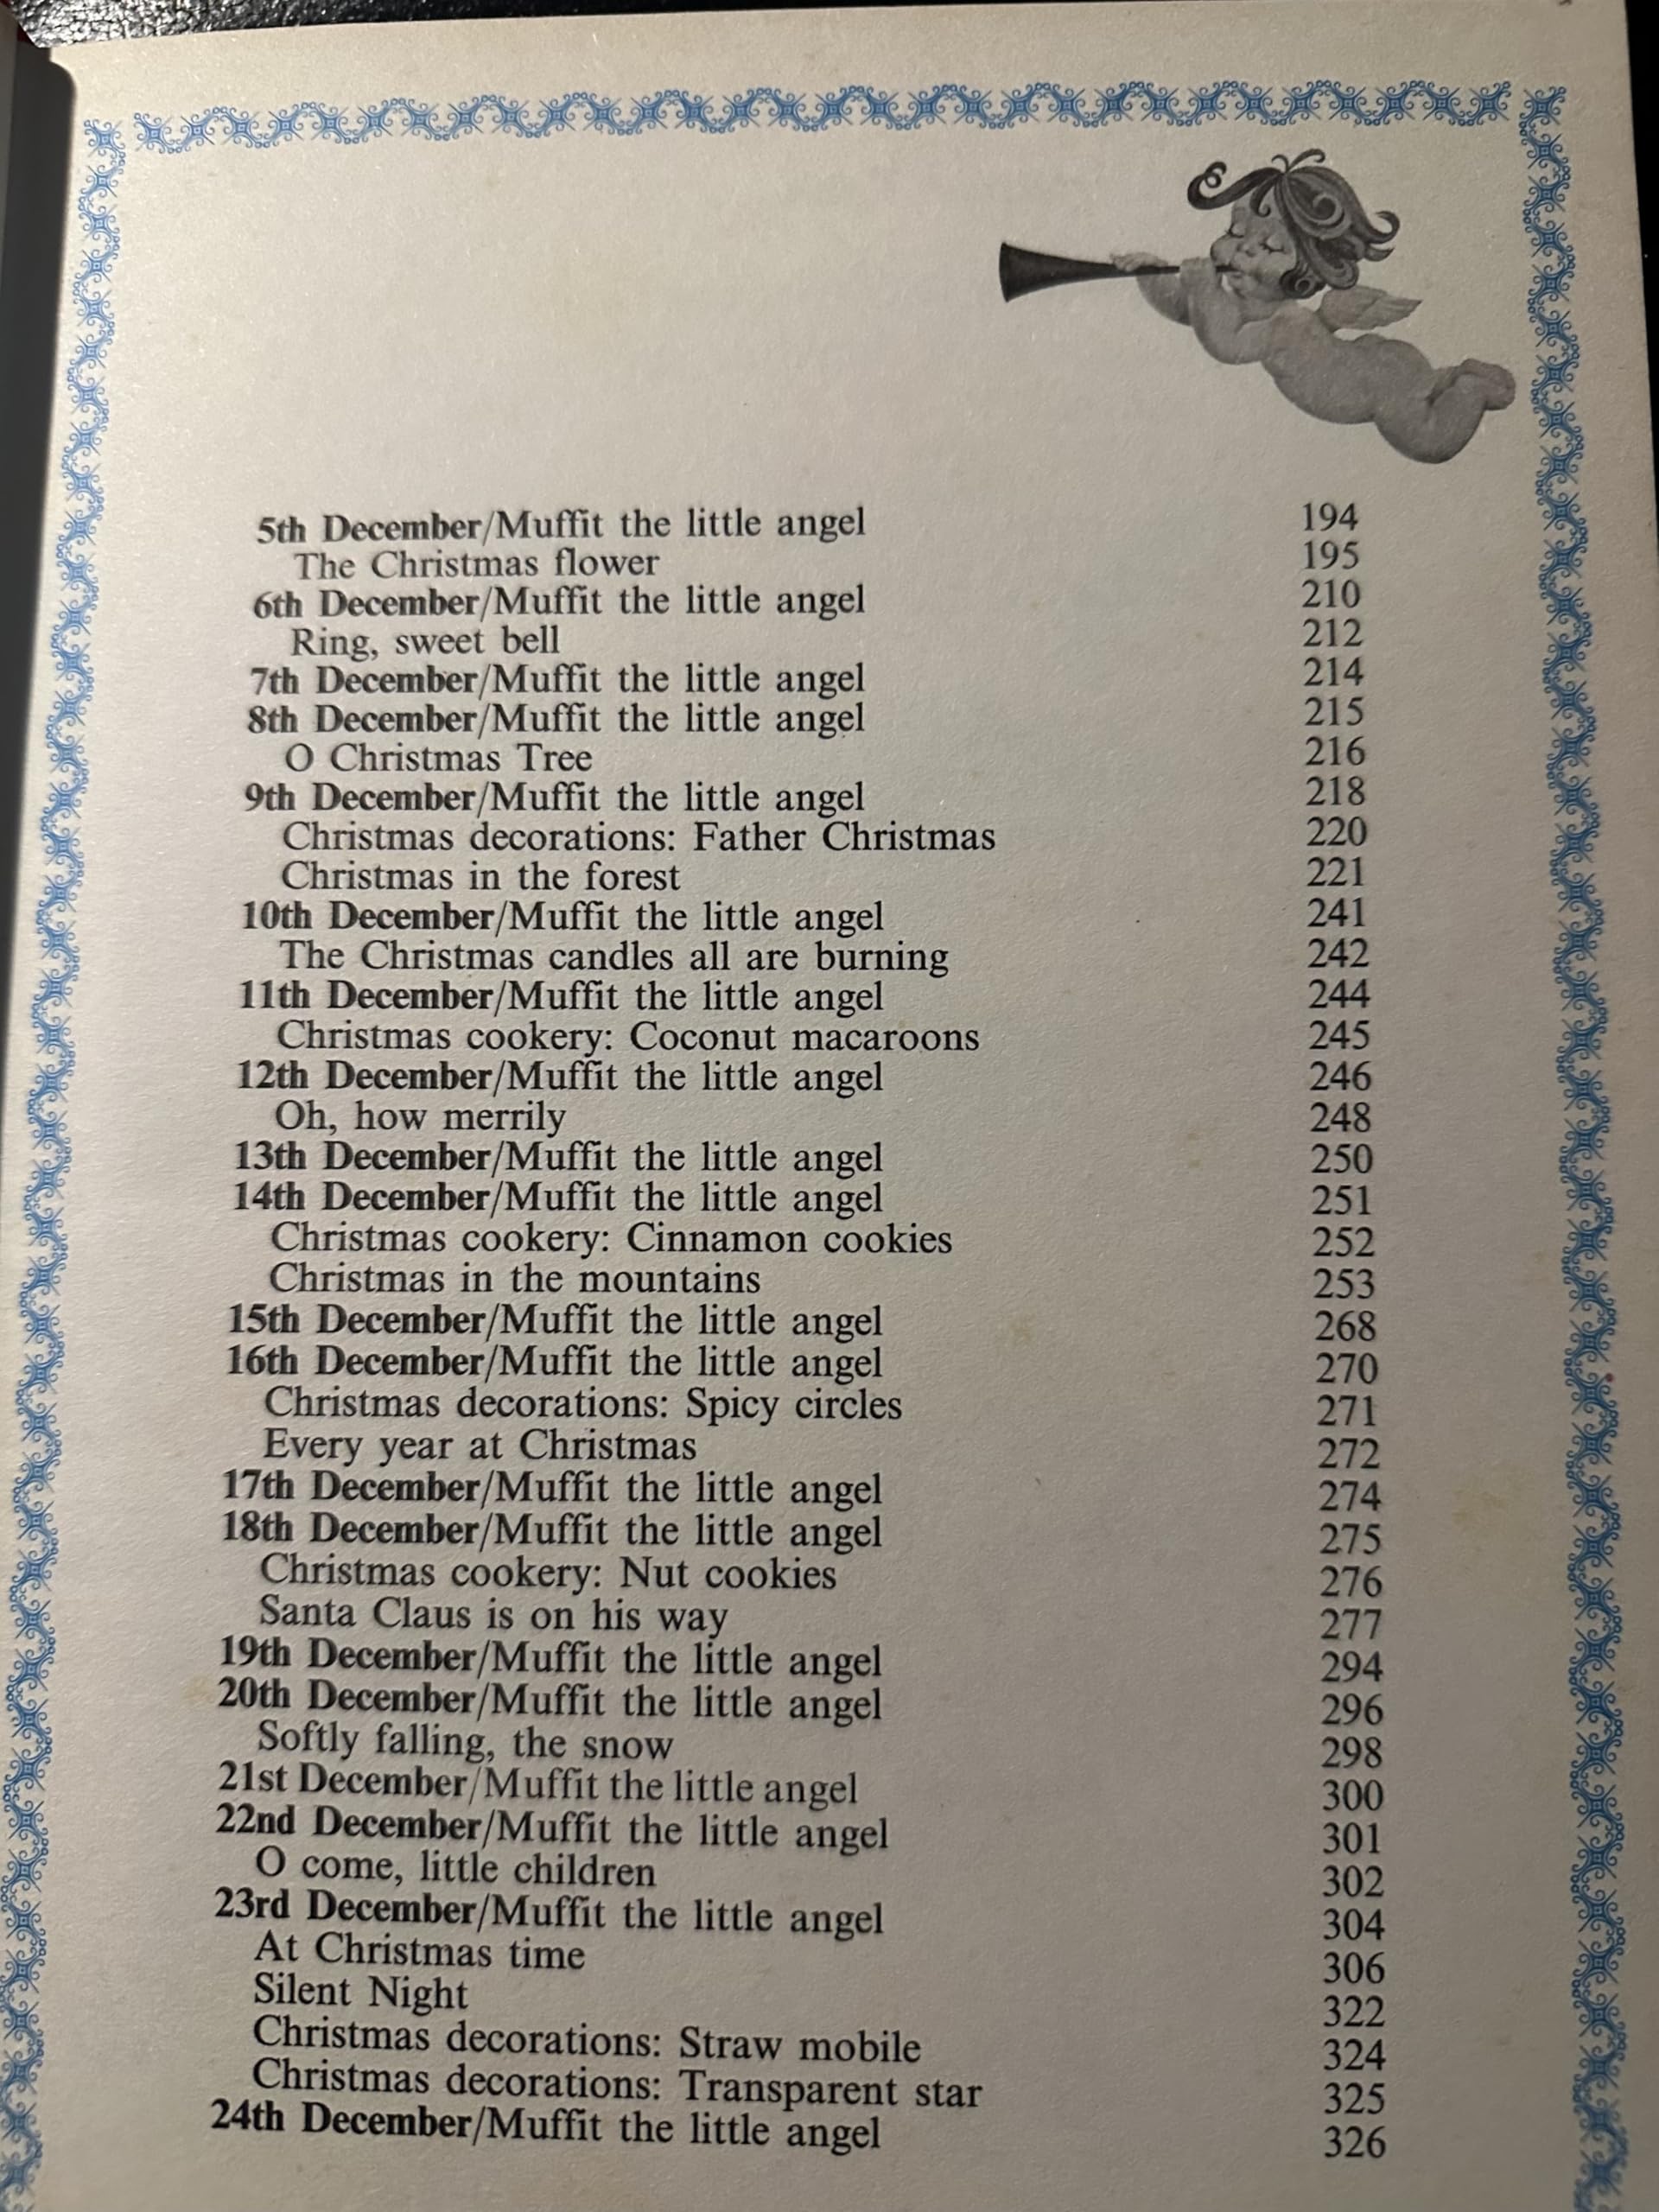 5th December/Muffit the little angel 194
The Christmas flower 195
6th December/Muffit the little angel 210
Ring, sweet bell 212
7th December/Muffit the little angel 214
8th December/Muffit the little angel 215
O Christmas Tree 216
9th December/Muffit the little angel 218
Christmas decorations: Father Christmas 220
Christmas in the forest 221
10th December/Muffit the little angel 241
The Christmas candles all are burning 242
11th December/Muffit the little angel 244
Christmas cookery: Coconut macaroons 245
12th December/Muffit the little angel 246
Oh, how merrily 248
13th December/Muffit the little angel 250
14th December/Muffit the little angel 251
Christmas cookery: Cinnamon cookies 252
Christmas in the mountains 253
15th December/Muffit the little angel 268
16th December/Muffit the little angel 270
Christmas decorations: Spicy circles 271
Every year at Christmas 272
17th December/Muffit the little angel 274
18th December/Muffit the little angel 275
Christmas cookery: Nut cookies 276
Santa Claus is on his way 277
19th December/Muffit the little angel 294
20th December/Muffit the little angel 296
Softly falling, the snow 298
21st December/Muffit the little angel 300
22nd December/Muffit the little angel 301
O come, little children 302
23rd December/Muffit the little angel 304
At Christmas time 306
Silent Night 322
Christmas decorations: Straw mobile 324
Christmas decorations: Transparent star 325
24th December/Muffit the little angel 326